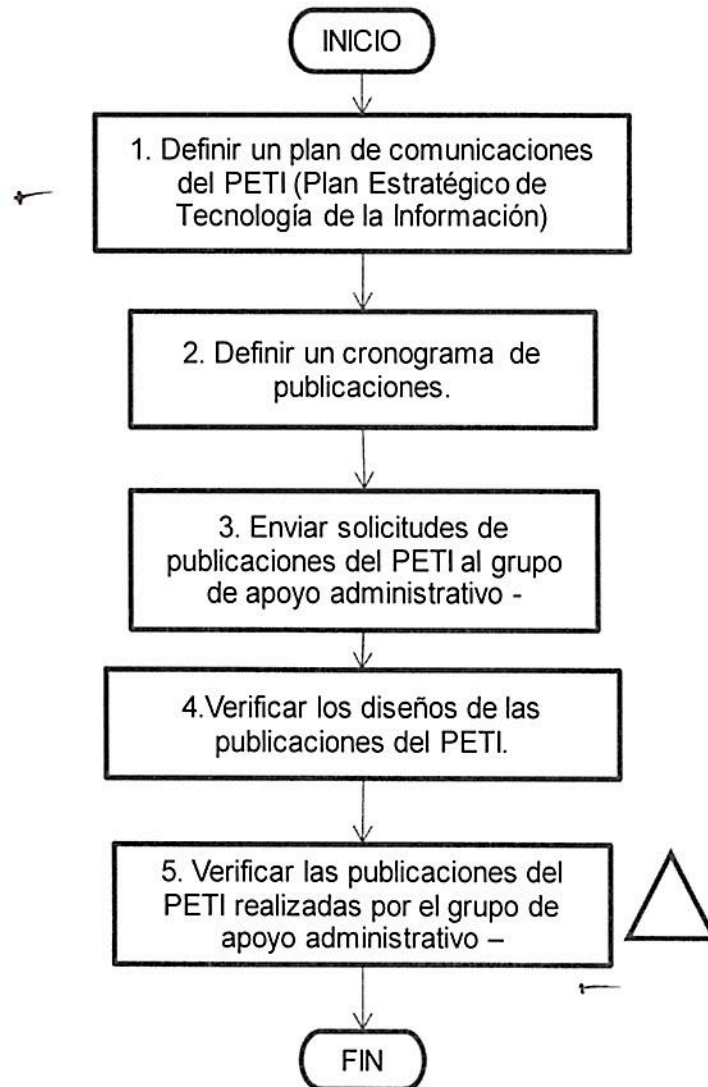 INICIO
1. Definir un plan de comunicaciones
del PETI (Plan Estratégico de
Tecnología de la Información)
2. Definir un cronograma de
publicaciones.
3. Enviar solicitudes de
publicaciones del PETI al grupo
de apoyo administrativo -
4.Verificar los diseños de las
publicaciones del PETI.
5. Verificar las publicaciones del
PETI realizadas por el grupo de
apoyo administrativo –
FIN